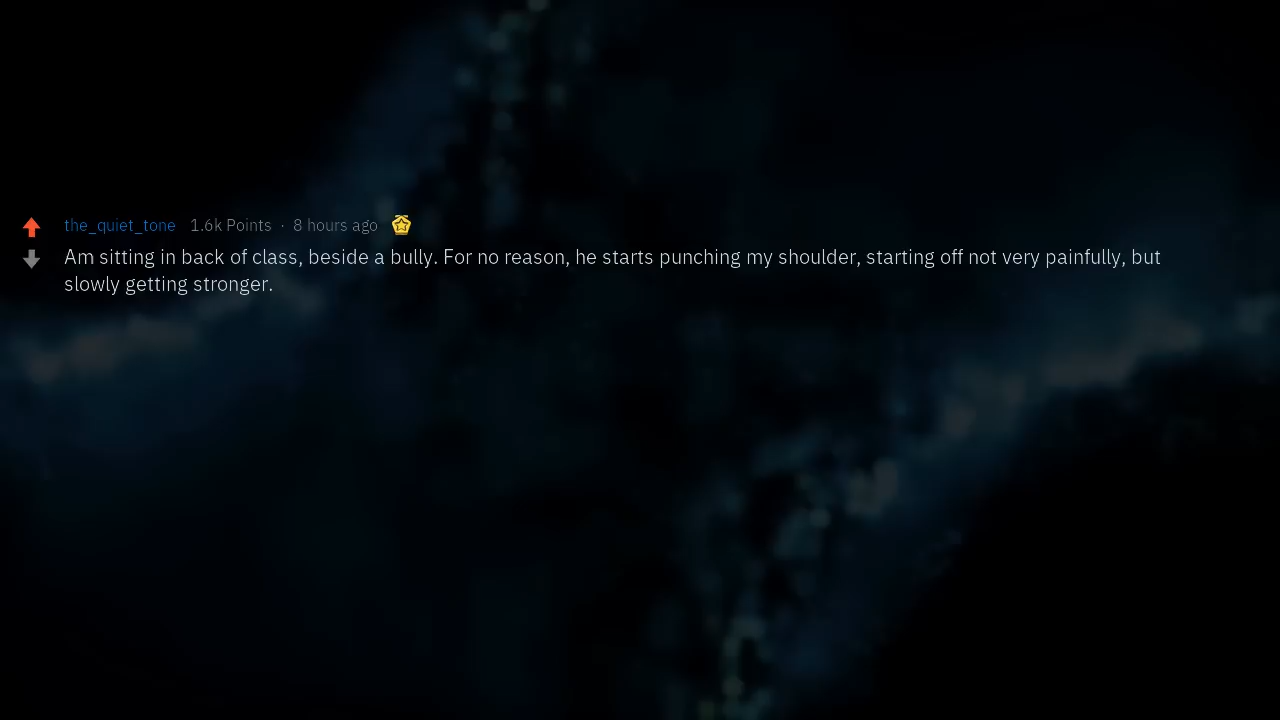 the_quiet_tone 1.6k Points · 8 hours ago
Am sitting in back of class, beside a bully. For no reason, he starts punching my shoulder, starting off not very painfully, but
slowly getting stronger.